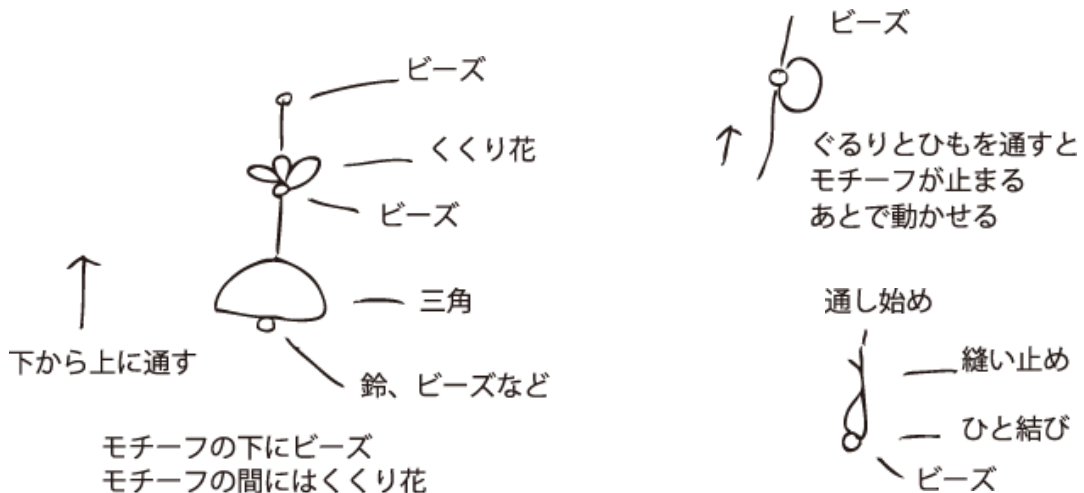 ビーズ
くくり花
ビーズ
三角
下から上に通す
鈴、ビーズなど
モチーフの下にビーズ
モチーフの間にはくくり花
ビーズ
ぐるりとひもを通すと
モチーフが止まる
あとで動かせる
通し始め
縫い止め
ひと結び
ビーズ